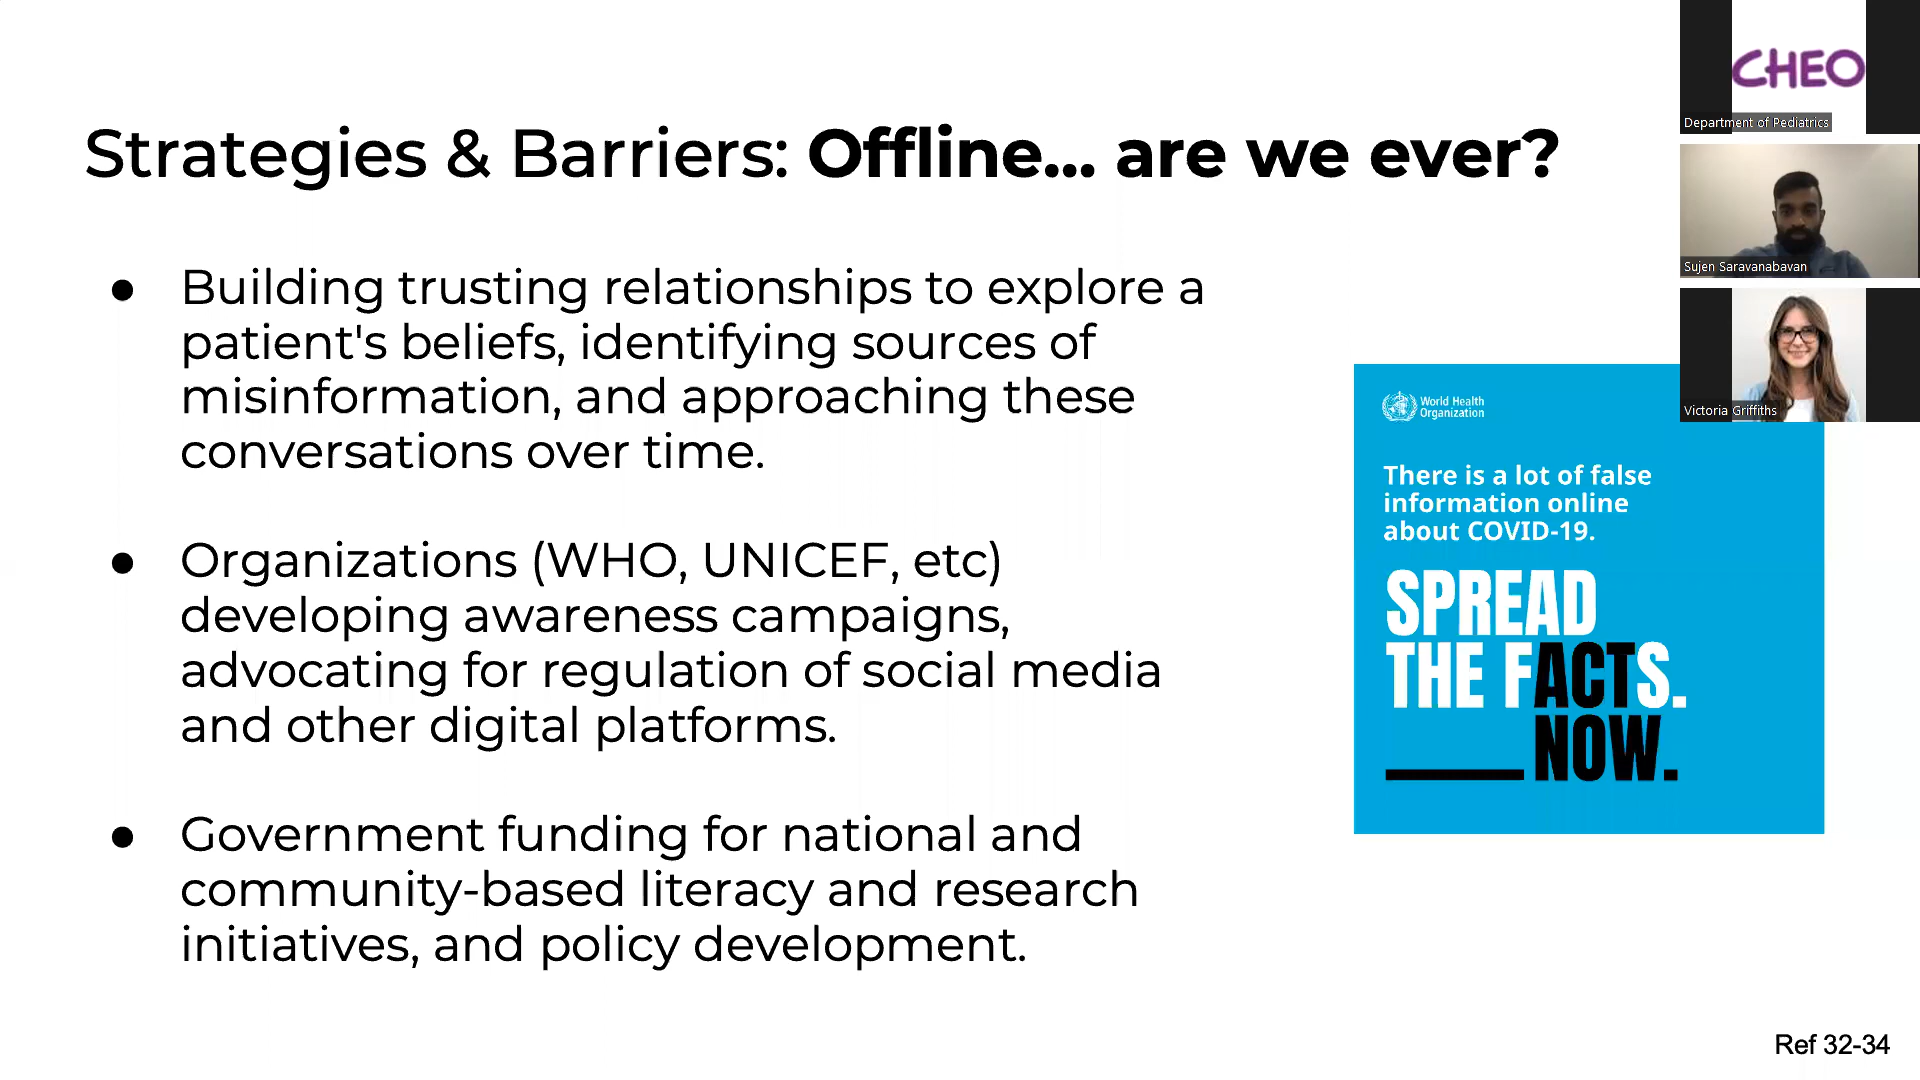 Strategies & Barriers: Offline... are we ever?
● Building trusting relationships to explore a
patient's beliefs, identifying sources of
misinformation, and approaching these
conversations over time.
● Organizations (WHO, UNICEF, etc)
developing awareness campaigns,
advocating for regulation of social media
and other digital platforms.
● Government funding for national and
community-based literacy and research
initiatives, and policy development.
World Health
Organization
There is a lot of false
information online
about COVID-19.
SPREAD
THE FACTS.
NOW.
CHEO
Department of Pediatrics
Sujen Saravanabavan
Victoria Griffiths
Ref 32-34